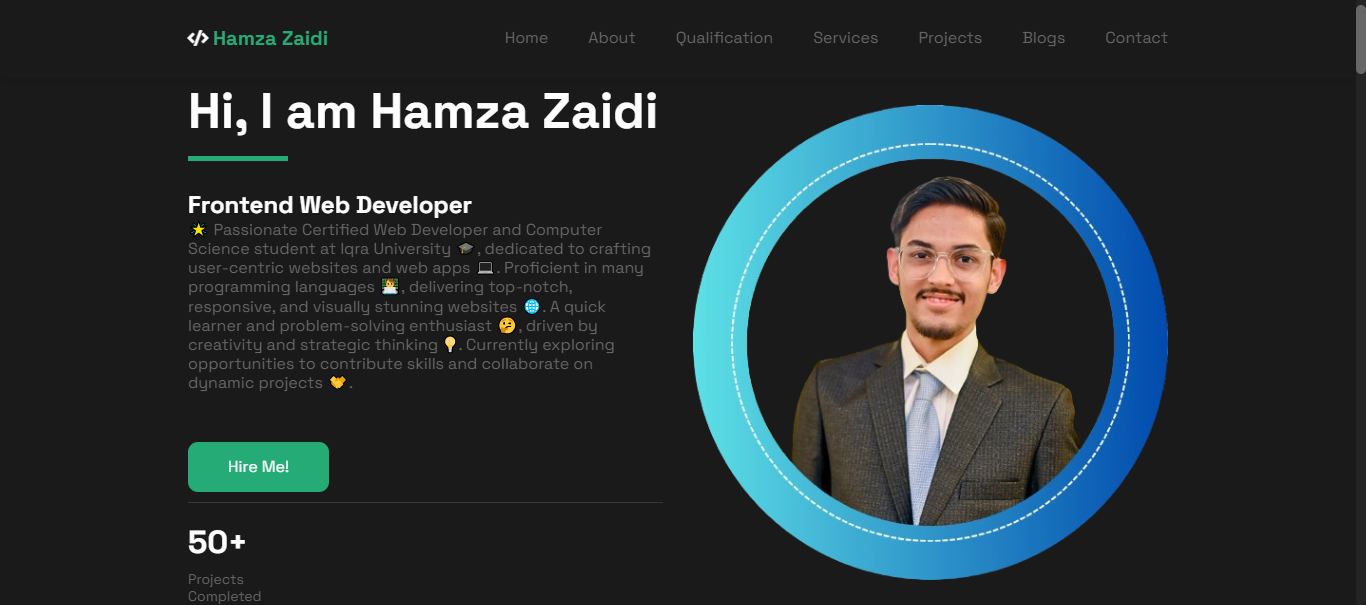 Hamza Zaidi
Home About Qualification Services Projects Blogs Contact
Hi, I am Hamza Zaidi
Frontend Web Developer
🌟 Passionate Certified Web Developer and Computer
Science student at Iqra University 🎓, dedicated to crafting
user-centric websites and web apps 💻. Proficient in many
programming languages 👨‍💻, delivering top-notch,
responsive, and visually stunning websites 🌐. A quick
learner and problem-solving enthusiast 🤔, driven by
creativity and strategic thinking 💡. Currently exploring
opportunities to contribute skills and collaborate on
dynamic projects 🤝.
Hire Me!
50+
Projects
Completed